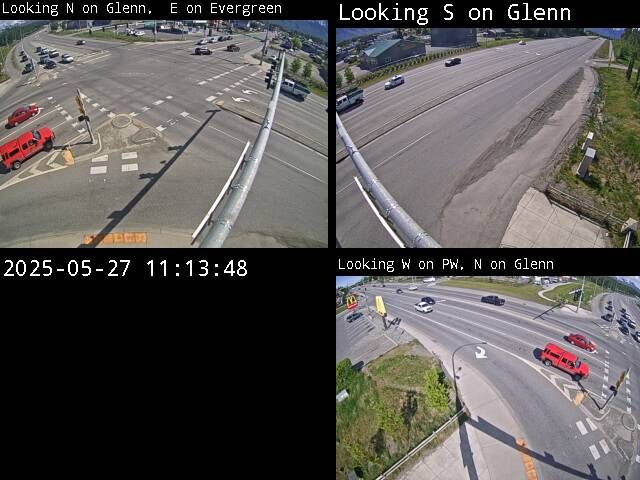 Looking N on Glenn,  E on Evergreen
Looking S on Glenn
2025-05-27 11:13:48
Looking W on PW, N on Glenn